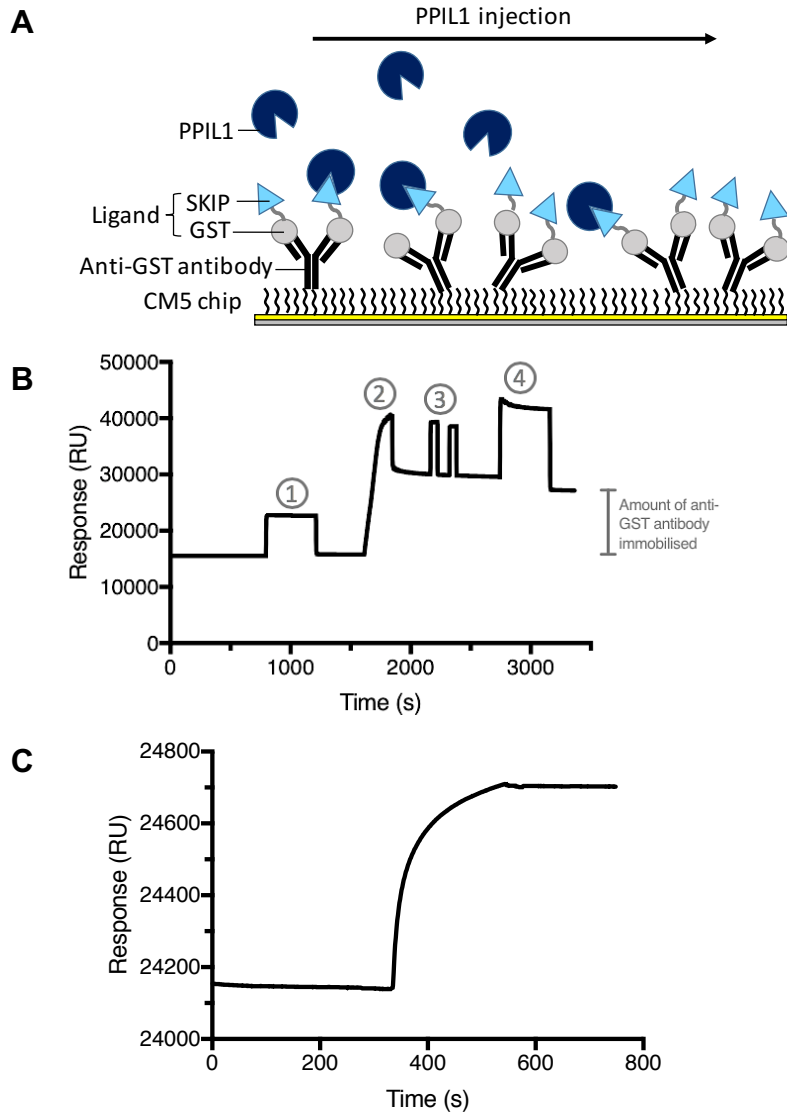 A
PPIL1 injection
PPIL1
Ligand
SKIP
GST
Anti-GST antibody
CM5 chip
B
Response (RU)
50000
40000
30000
20000
10000
0
1
2
3
4
Amount of anti-
GST antibody
immobilised
0
1000
2000
3000
Time (s)
C
Response (RU)
24800
24600
24400
24200
24000
0
200
400
600
800
Time (s)